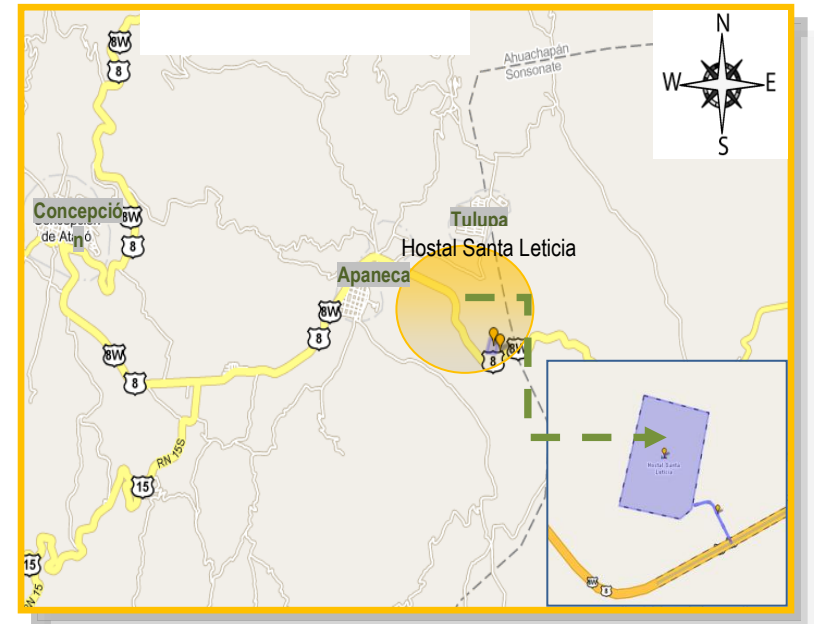 N
W
E
S
8W
8
Ahuachapán
Sonsonate
Concepció
n
8W
de At
ó
8
Tulupa
Hostal Santa Leticia
Apaneca
8W
8
8W
8
8W
8
RN 15S
15
15
RN 15
Hostal Santa
Leticia
8W
8